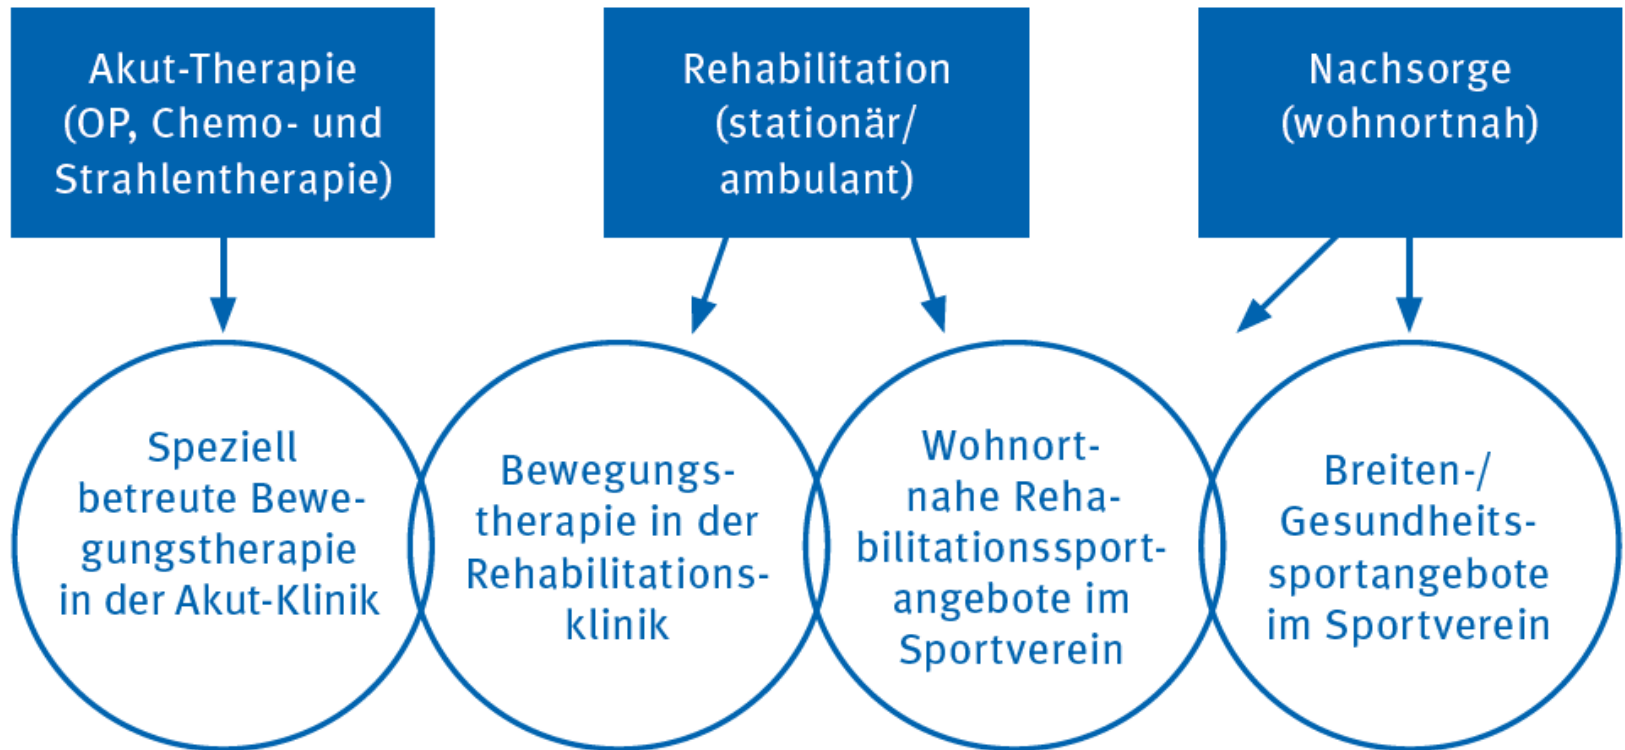 Akut-Therapie
(OP, Chemo- und
Strahlentherapie)
Rehabilitation
(stationär/
ambulant)
Nachsorge
(wohnortnah)
Speziell
betreute Bewe-
gungstherapie
in der Akut-Klinik
Bewegungs-
therapie in der
Rehabilitations-
klinik
Wohnort-
nahe Reha-
bilitationssport-
angebote im
Sportverein
Breiten-/
Gesundheits-
sportangebote
im Sportverein